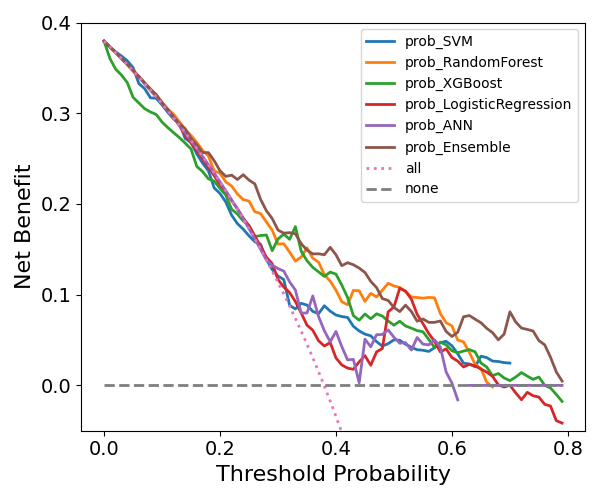 0.4
0.3
0.2
0.1
0.0
Net Benefit
prob_SVM
prob_RandomForest
prob_XGBoost
prob_LogisticRegression
prob_ANN
prob_Ensemble
all
none
0.0 0.2 0.4 0.6 0.8
Threshold Probability